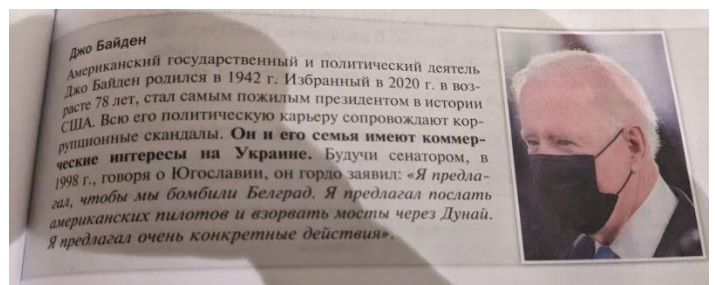 Джо Байден
Американский государственный и политический деятель
Джо Байден родился в 1942 г. Избранный в 2020 г. в воз-
расте 78 лет, стал самым пожилым президентом в истории
США. Всю его политическую карьеру сопровождают кор-
рупционные скандалы. Он и его семья имеют коммер-
ческие интересы на Украине. Будучи сенатором, в
1998 г., говоря о Югославии, он гордо заявил: «Я предла-
гал, чтобы мы бомбили Белград. Я предлагал послать
американских пилотов и взорвать мосты через Дунай.
Я предлагал очень конкретные действия».